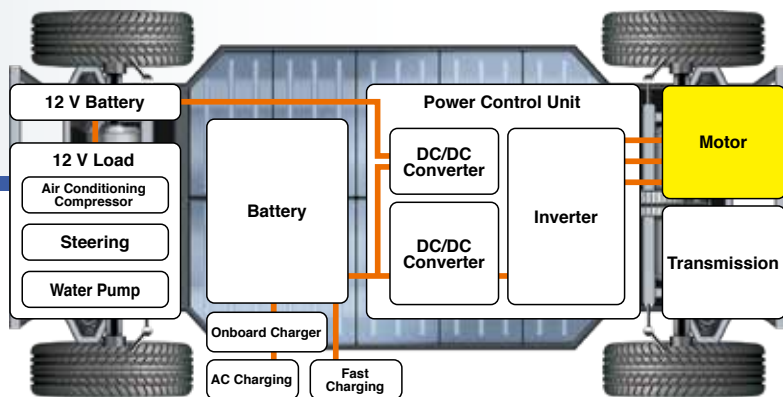 12 V Battery
12 V Load
Air Conditioning
Compressor
Steering
Water Pump
Battery
Onboard Charger
AC Charging
Fast
Charging
Power Control Unit
DC/DC
Converter
DC/DC
Converter
Inverter
Motor
Transmission